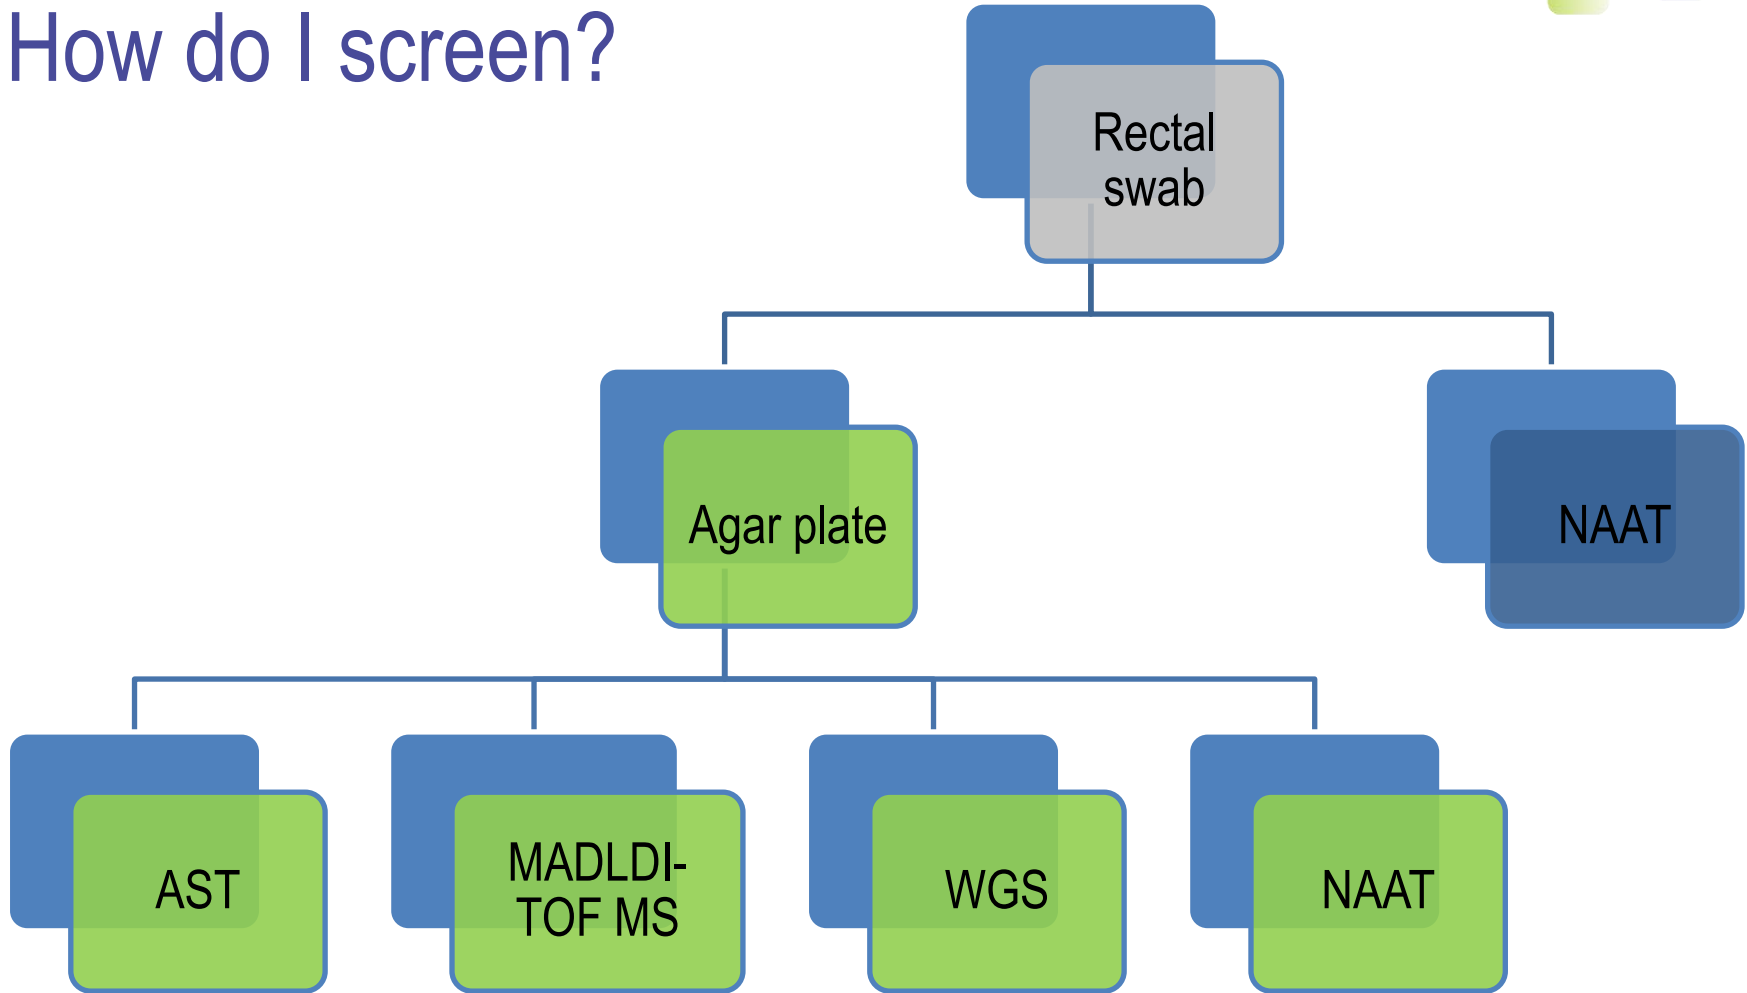 How do I screen?
Rectal
swab
Agar plate
NAAT
AST
MADLDI-
TOF MS
WGS
NAAT